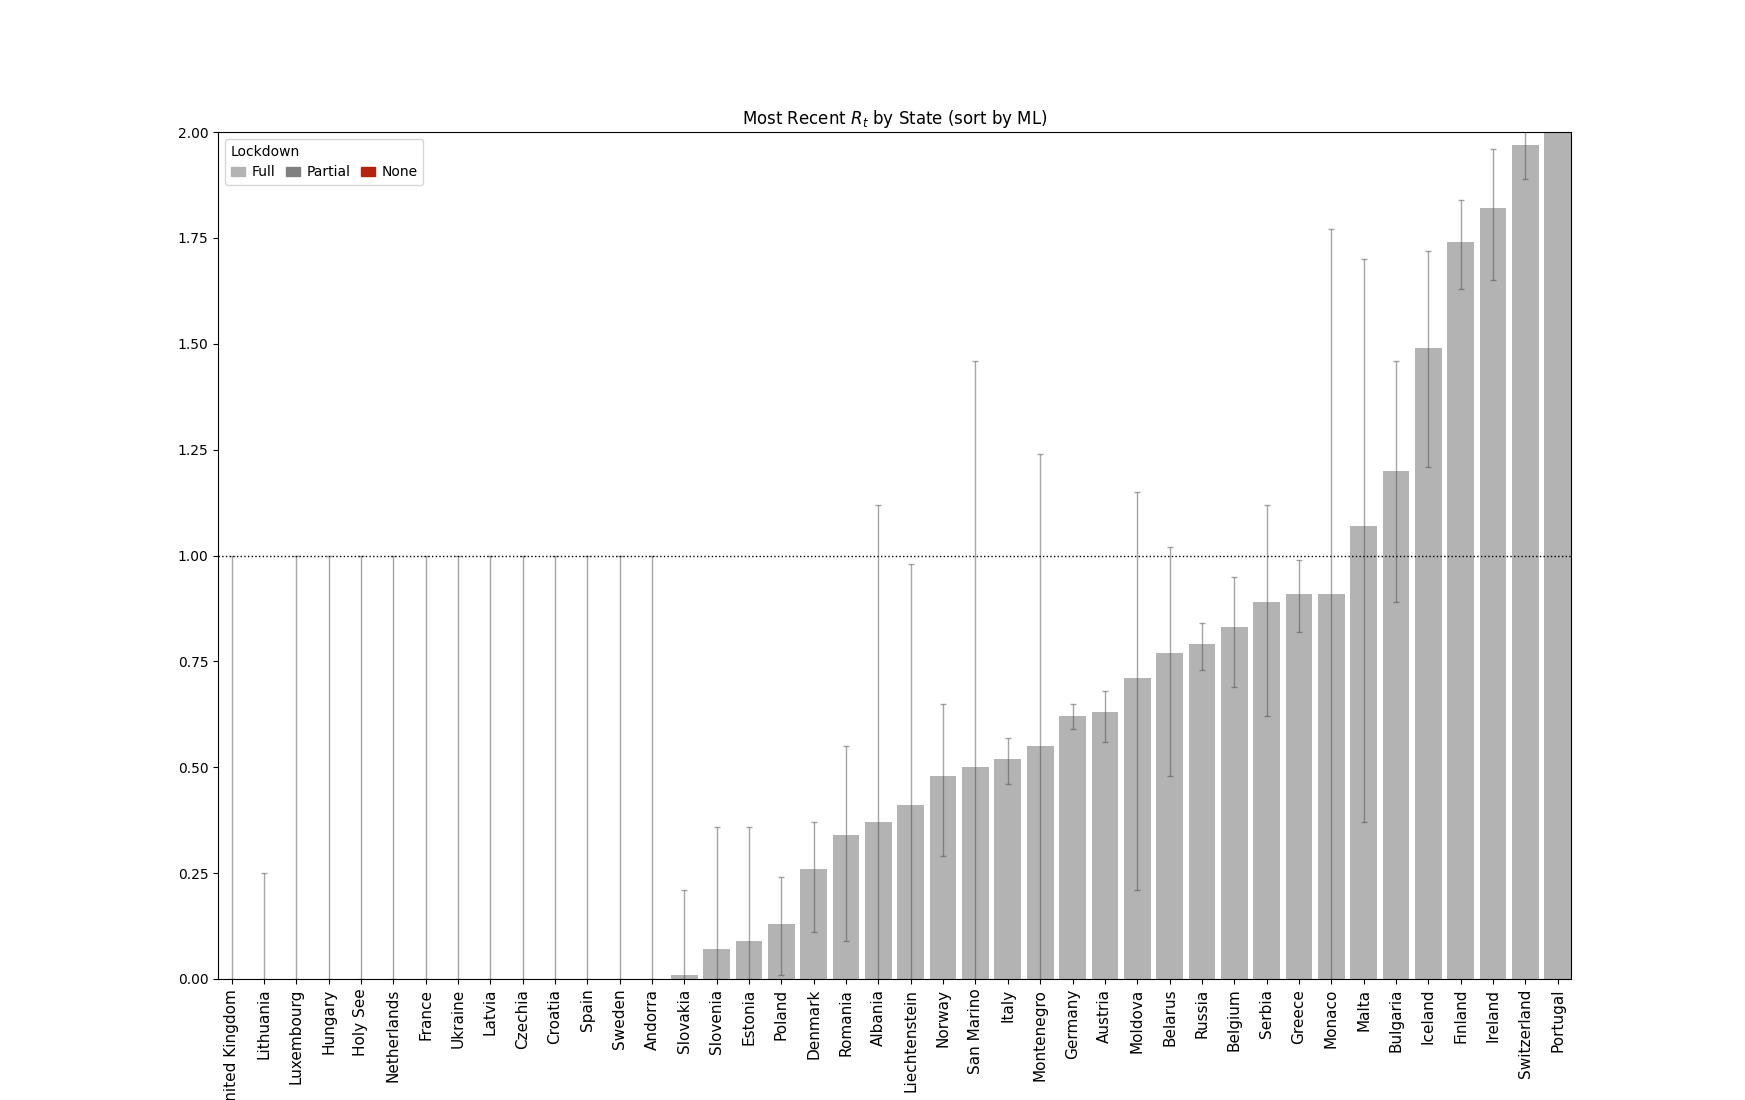 Most Recent R_t by State (sort by ML)
2.00
Lockdown
Full Partial None
1.75
1.50
1.25
1.00
0.75
0.50
0.25
0.00
nited Kingdom
Lithuania
Luxembourg
Hungary
Holy See
Netherlands
France
Ukraine
Latvia
Czechia
Croatia
Spain
Sweden
Andorra
Slovakia
Slovenia
Estonia
Poland
Denmark
Romania
Albania
Liechtenstein
Norway
San Marino
Italy
Montenegro
Germany
Austria
Moldova
Belarus
Russia
Belgium
Serbia
Greece
Monaco
Malta
Bulgaria
Iceland
Finland
Ireland
Switzerland
Portugal